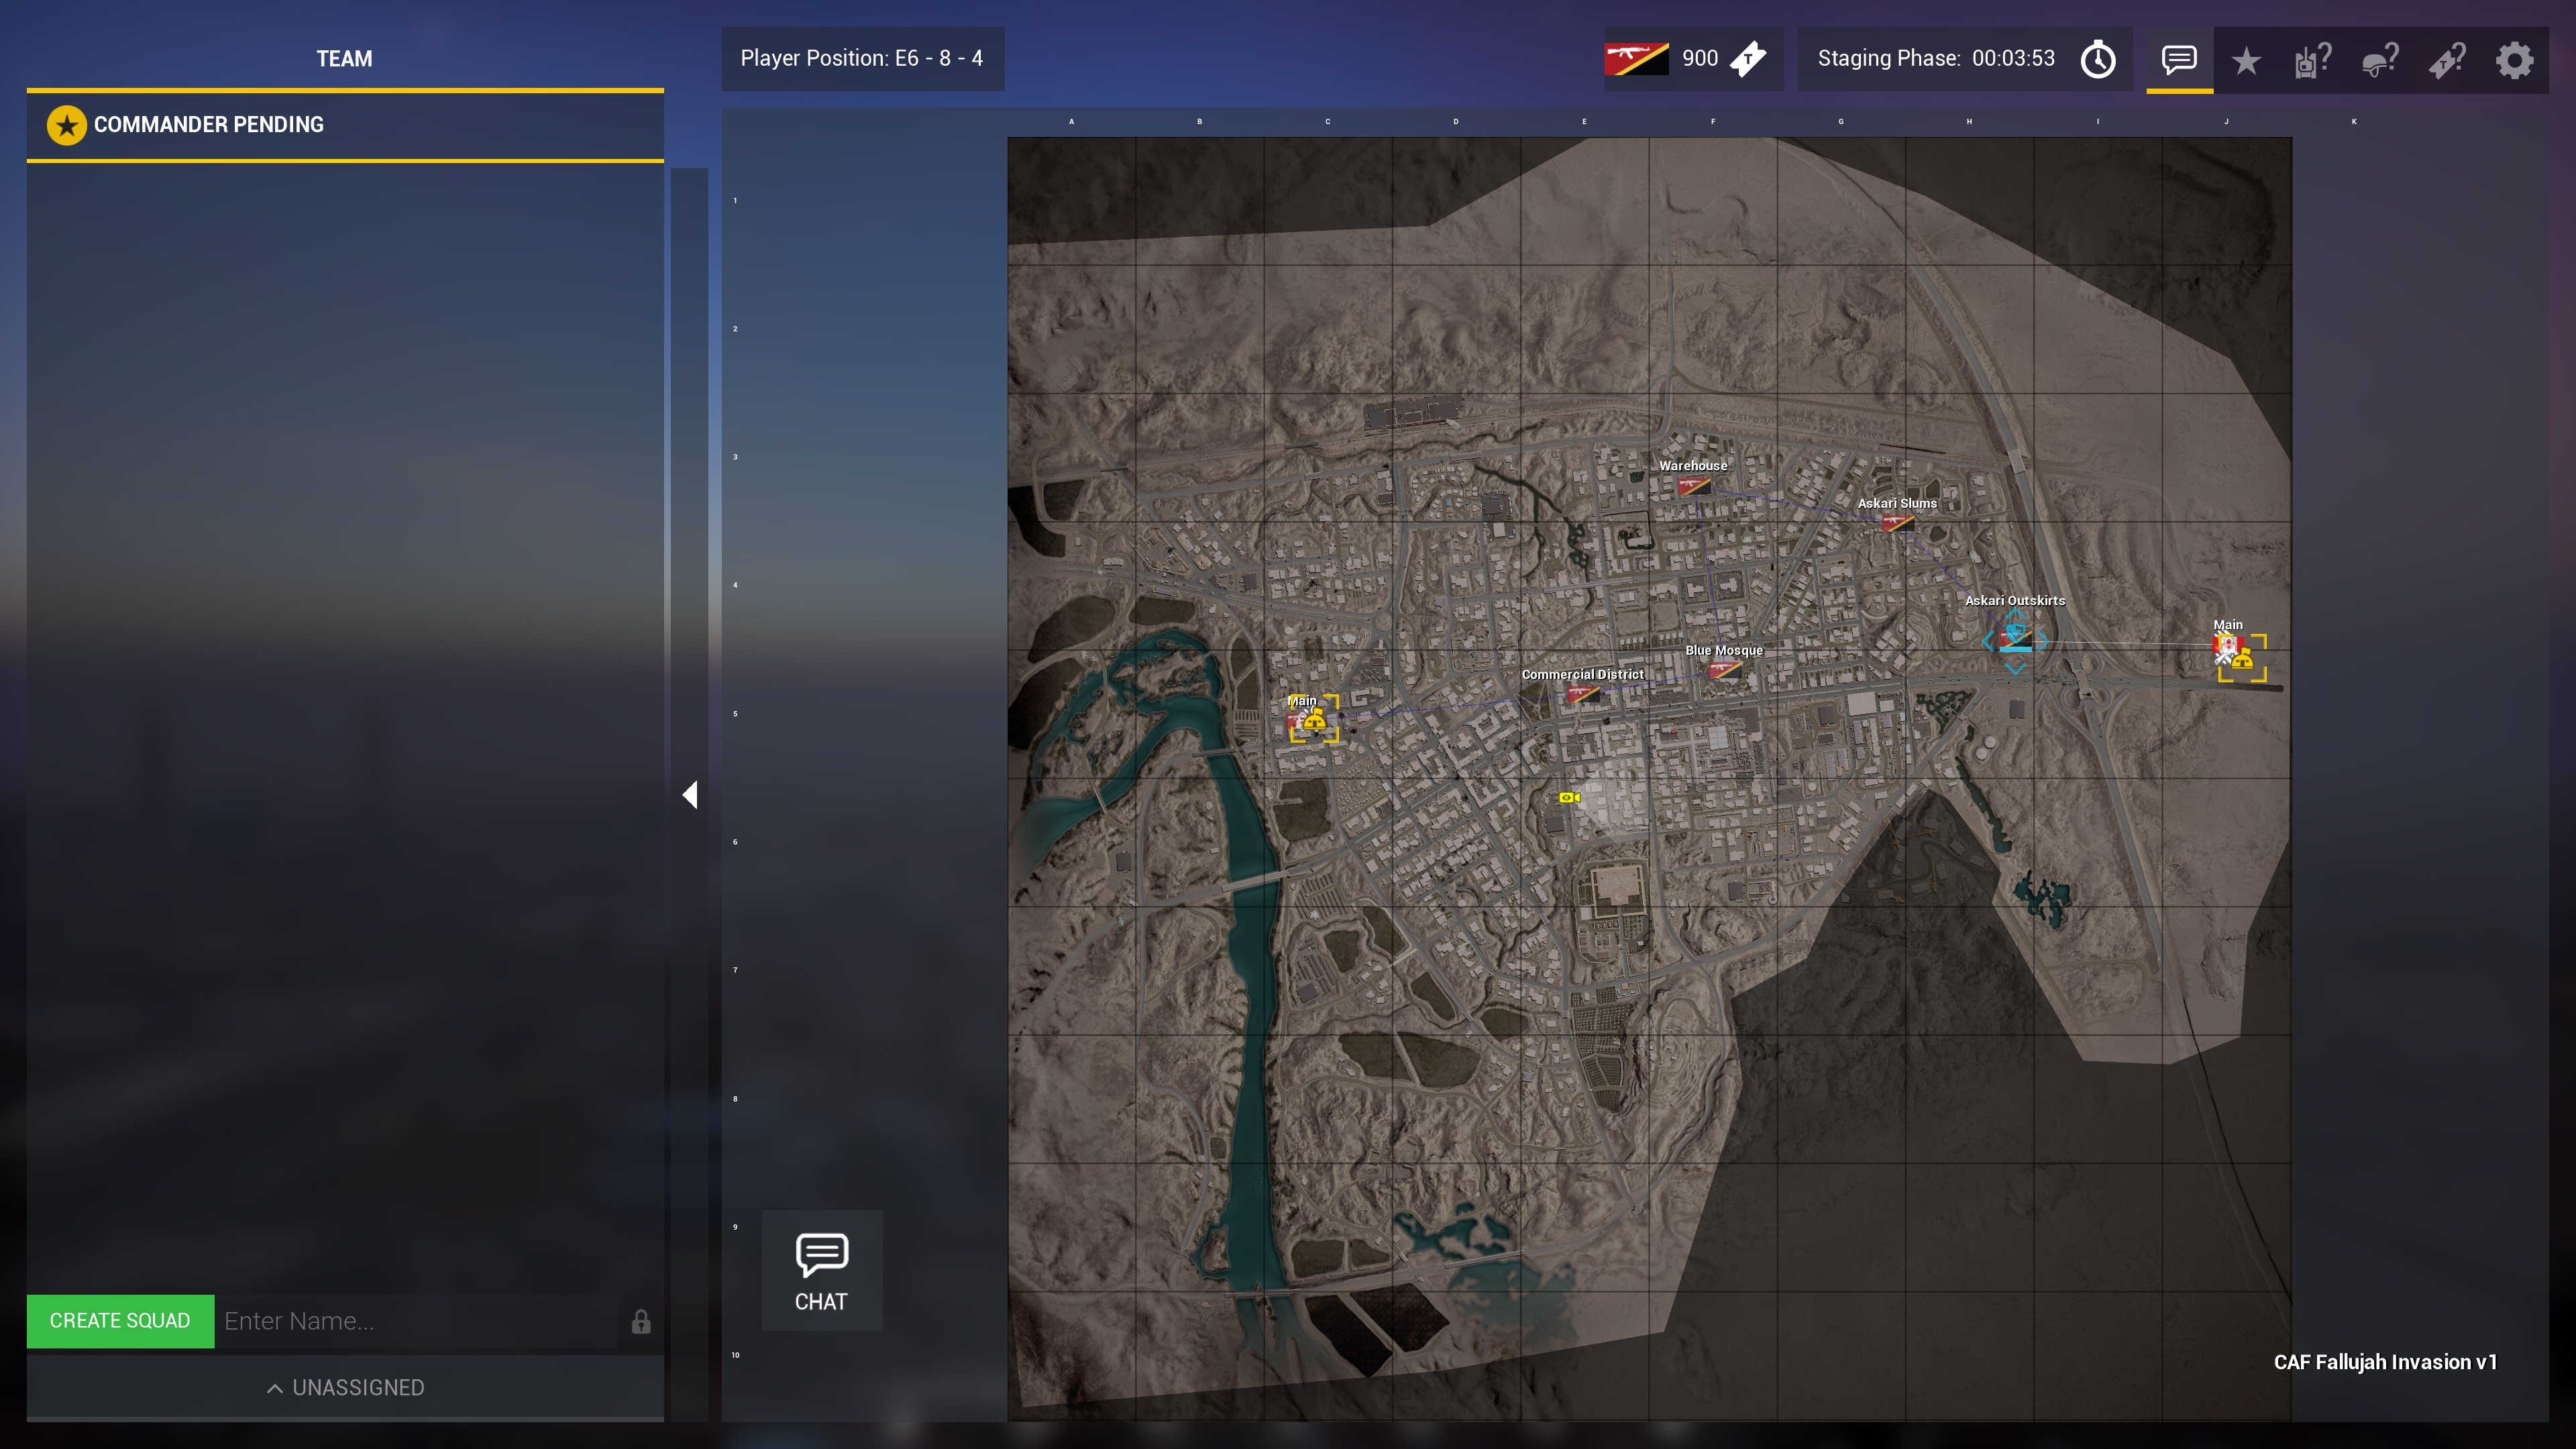 TEAM
Player Position: E6 - 8 - 4
900
T
Staging Phase: 00:03:53
?
?
T?
COMMANDER PENDING
A B C D E F G H I J K
1
2
3
Warehouse
Askari Slums
4
Askari Outskirts
Main
Blue Mosque
Commercial District
Main
5
6
7
8
9
CHAT
CREATE SQUAD Enter Name...
10
CAF Fallujah Invasion v1
UNASSIGNED